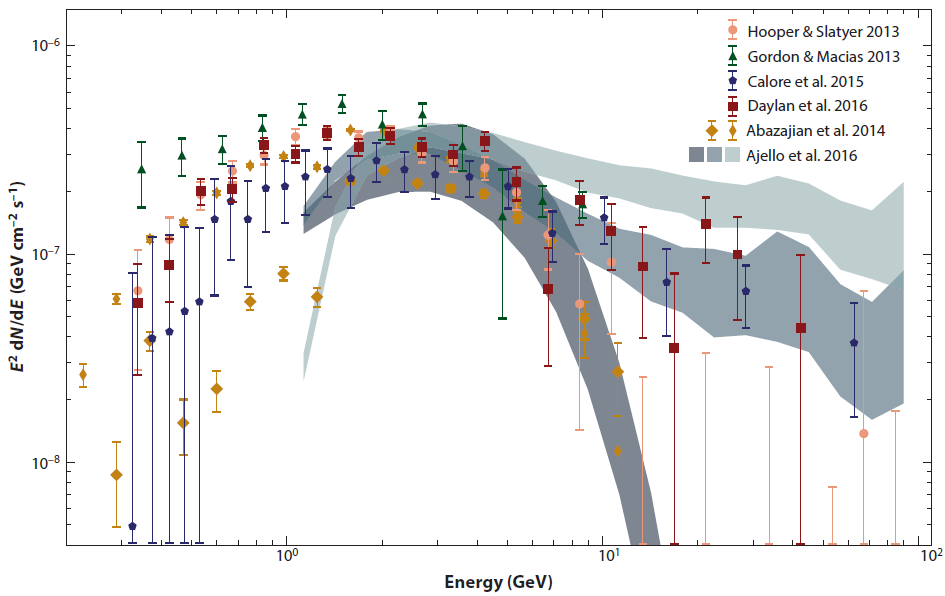 10⁻⁶
10⁻⁷
10⁻⁸
E² dN/dE (GeV cm⁻² s⁻¹)
Hooper & Slatyer 2013
Gordon & Macias 2013
Calore et al. 2015
Daylan et al. 2016
Abazajian et al. 2014
Ajello et al. 2016
10⁰ 10¹ 10²
Energy (GeV)